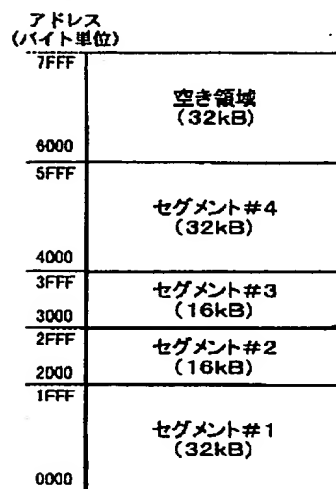 アドレス
(バイト単位)
7FFF
空き領域
(32kB)
6000
5FFF
セグメント#4
(32kB)
4000
3FFF
セグメント#3
(16kB)
3000
2FFF
セグメント#2
(16kB)
2000
1FFF
セグメント#1
(32kB)
0000